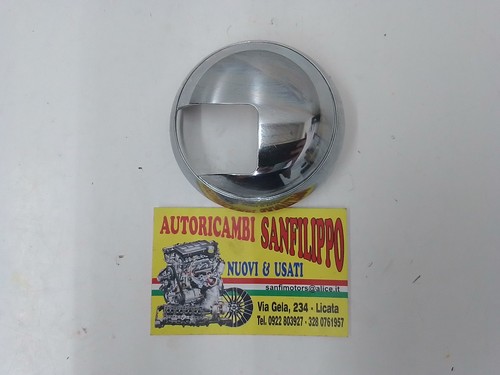 AUTORICAMBI SANFILIPPO
NUOVI & USATI
sanfimotors@alice.it
Via Gela, 234 - Licata
Tel. 0922 803927 - 328 0761957